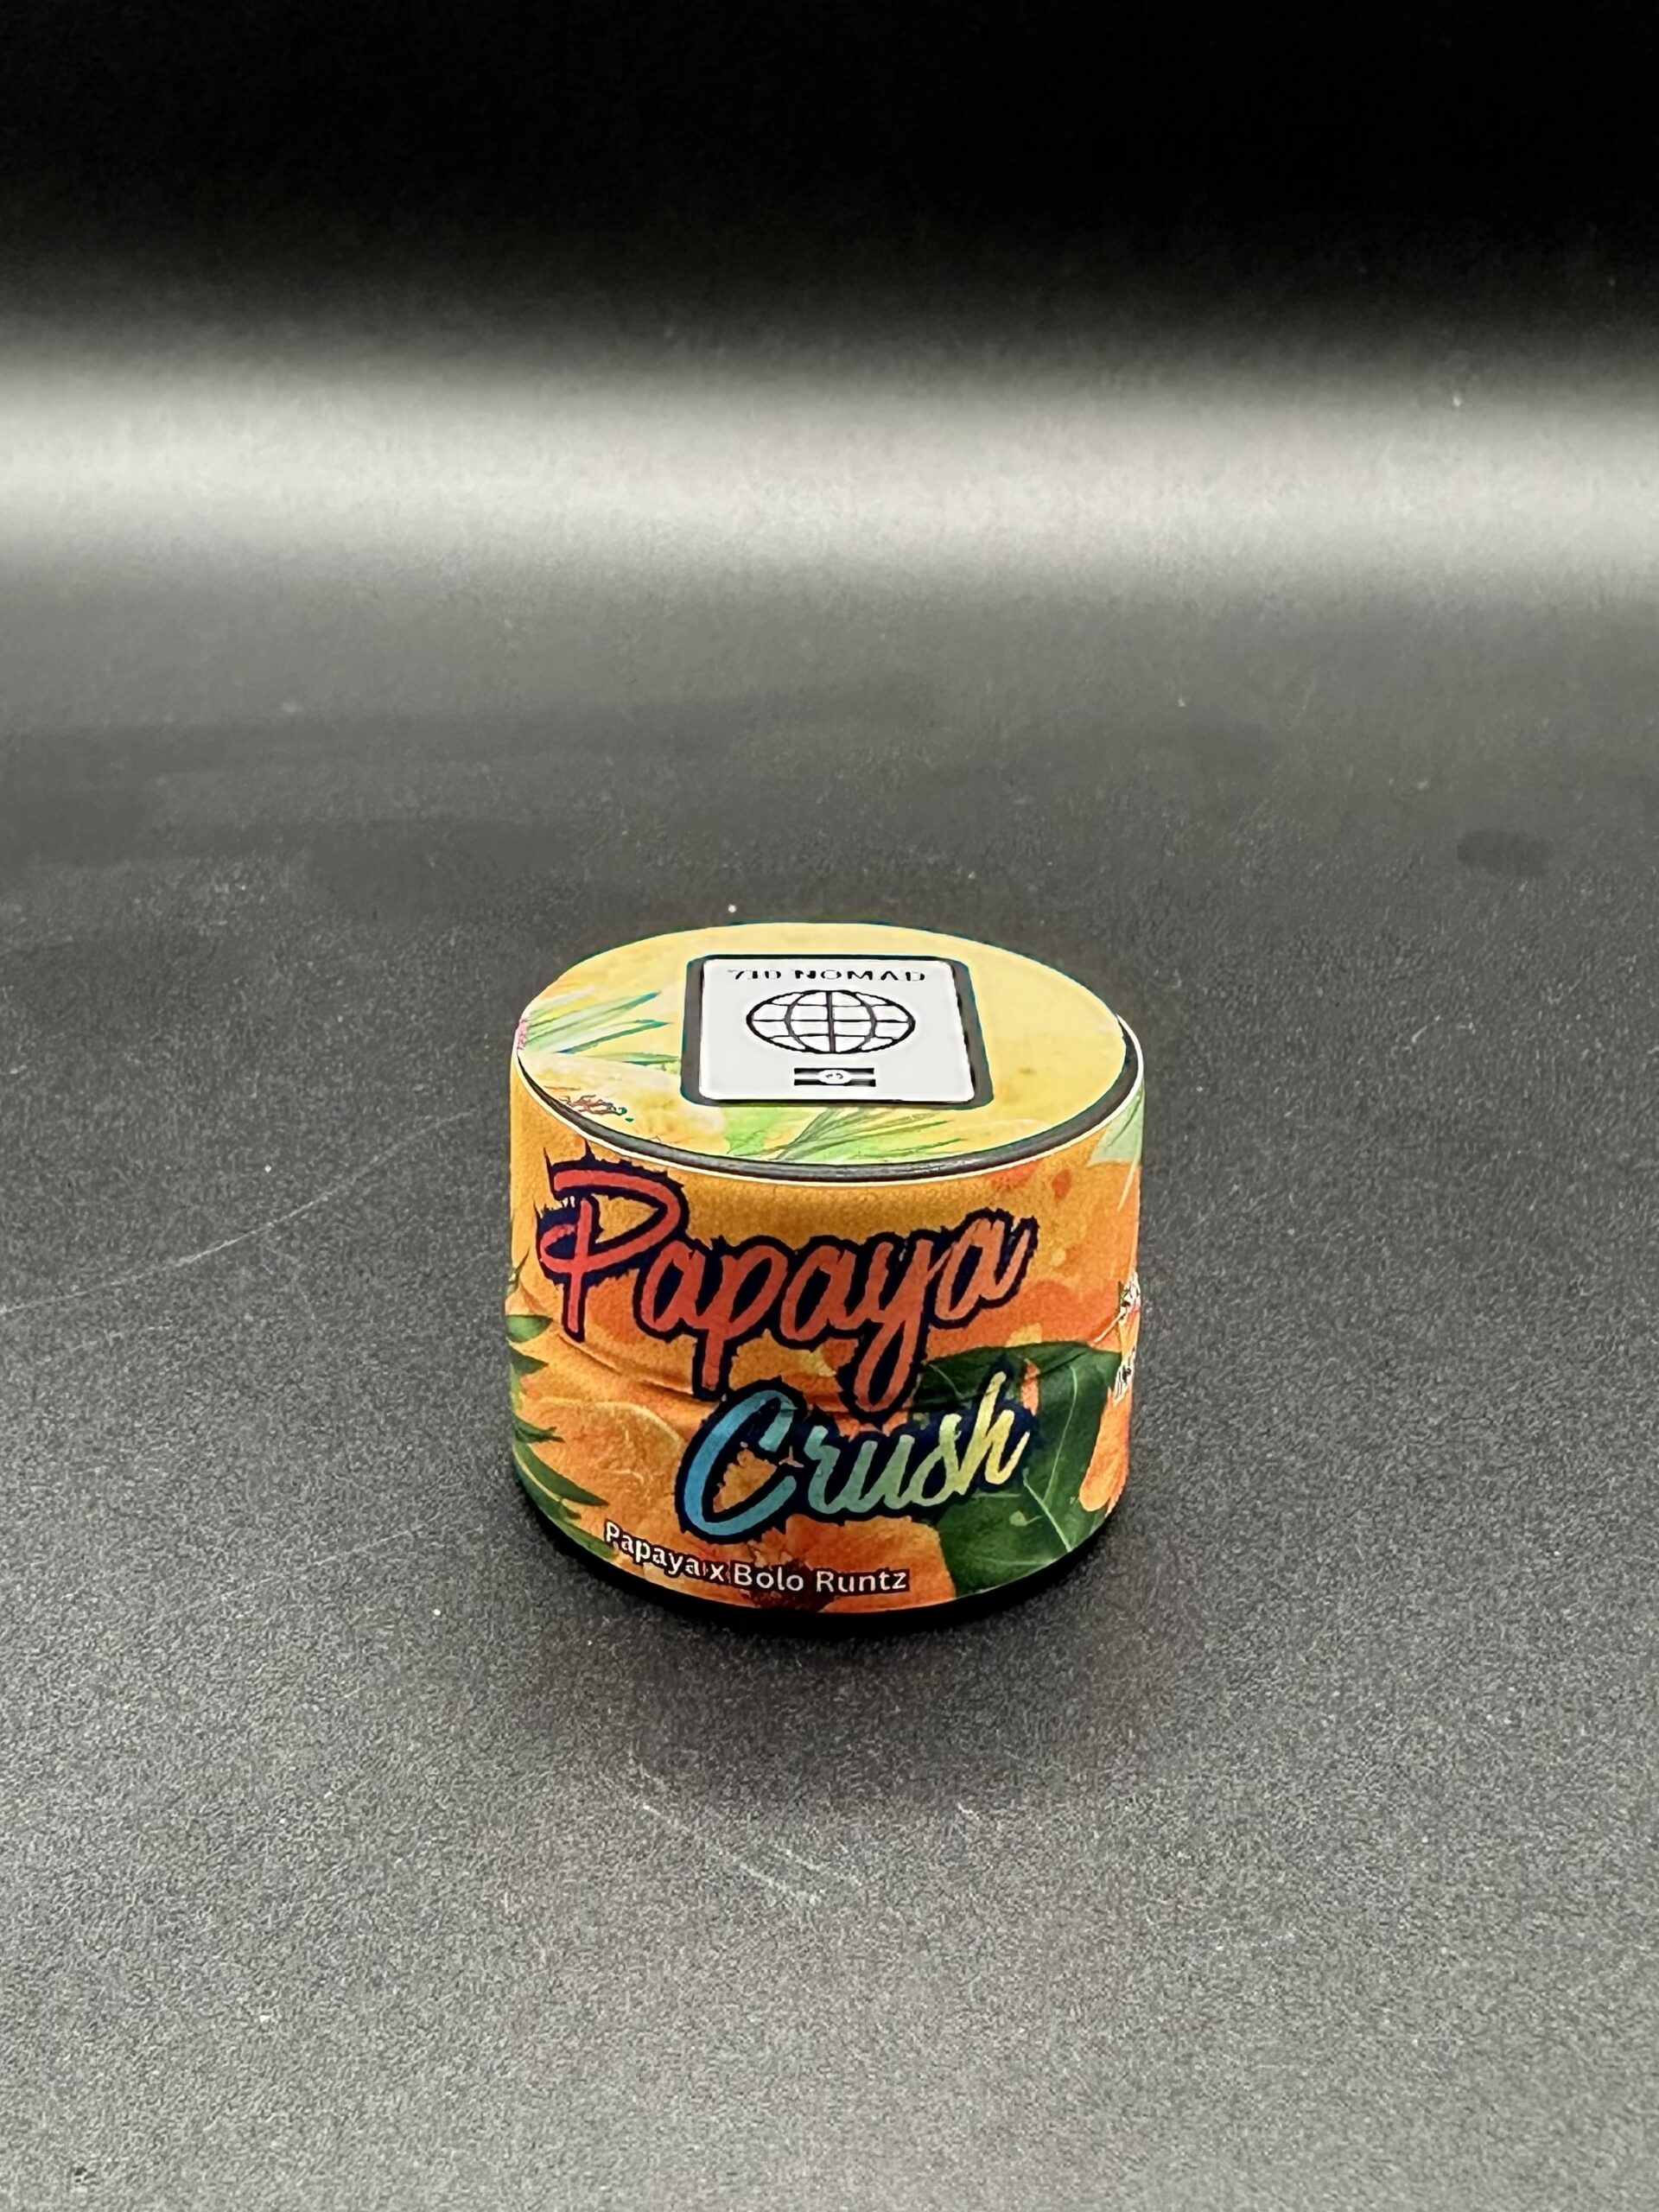 710 NOMAD
Papaya
Crush
Papaya x Bolo Runtz